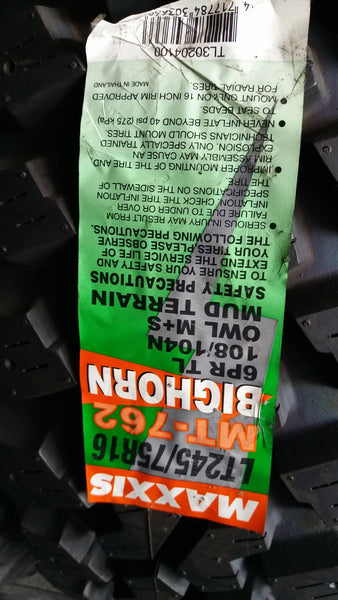 MAXXIS
LT245/75R16
MT-762
BIGHORN
6PR TL
108/104N
OWL M+S
MUD TERRAIN
SAFETY PRECAUTIONS
TO ENSURE YOUR SAFETY AND
EXTEND THE SERVICE LIFE OF
YOUR TIRES PLEASE OBSERVE
THE FOLLOWING PRECAUTIONS.
• SERIOUS INJURY MAY RESULT FROM
FAILURE DUE TO UNDER OR OVER
INFLATION. CHECK THE TIRE INFLATION
SPECIFICATIONS ON THE SIDEWALL OF
THE TIRE.
• IMPROPER MOUNTING OF THE TIRE AND
RIM ASSEMBLY MAY CAUSE AN
EXPLOSION. ONLY SPECIALLY TRAINED
TECHNICIANS SHOULD MOUNT TIRES.
• NEVER INFLATE BEYOND 40 psi (275 kPa)
TO SEAT BEADS.
• MOUNT ONLY ON 16 INCH RIM APPROVED
FOR RADIAL TIRES.
MADE IN THAILAND
TL30204100